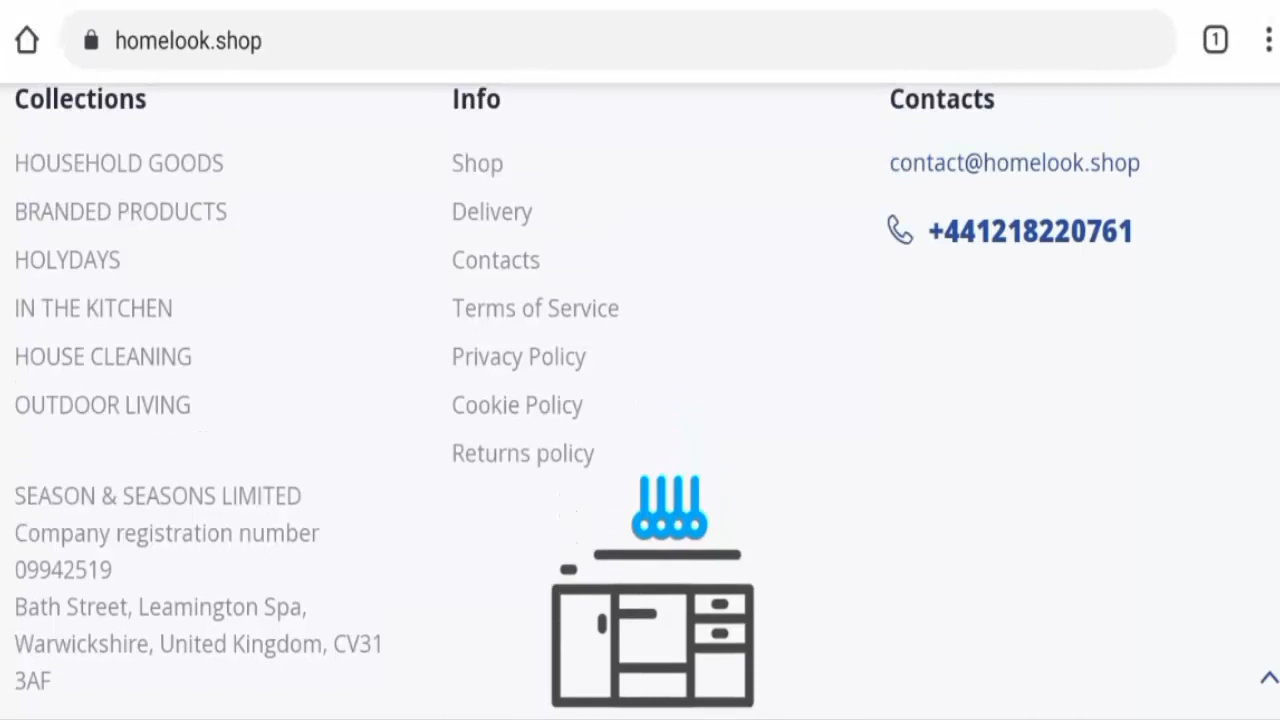 homelook.shop
1
Collections
HOUSEHOLD GOODS
BRANDED PRODUCTS
HOLYDAYS
IN THE KITCHEN
HOUSE CLEANING
OUTDOOR LIVING
SEASON & SEASONS LIMITED
Company registration number
09942519
Bath Street, Leamington Spa,
Warwickshire, United Kingdom, CV31
3AF
Info
Shop
Delivery
Contacts
Terms of Service
Privacy Policy
Cookie Policy
Returns policy
Contacts
contact@homelook.shop
+441218220761